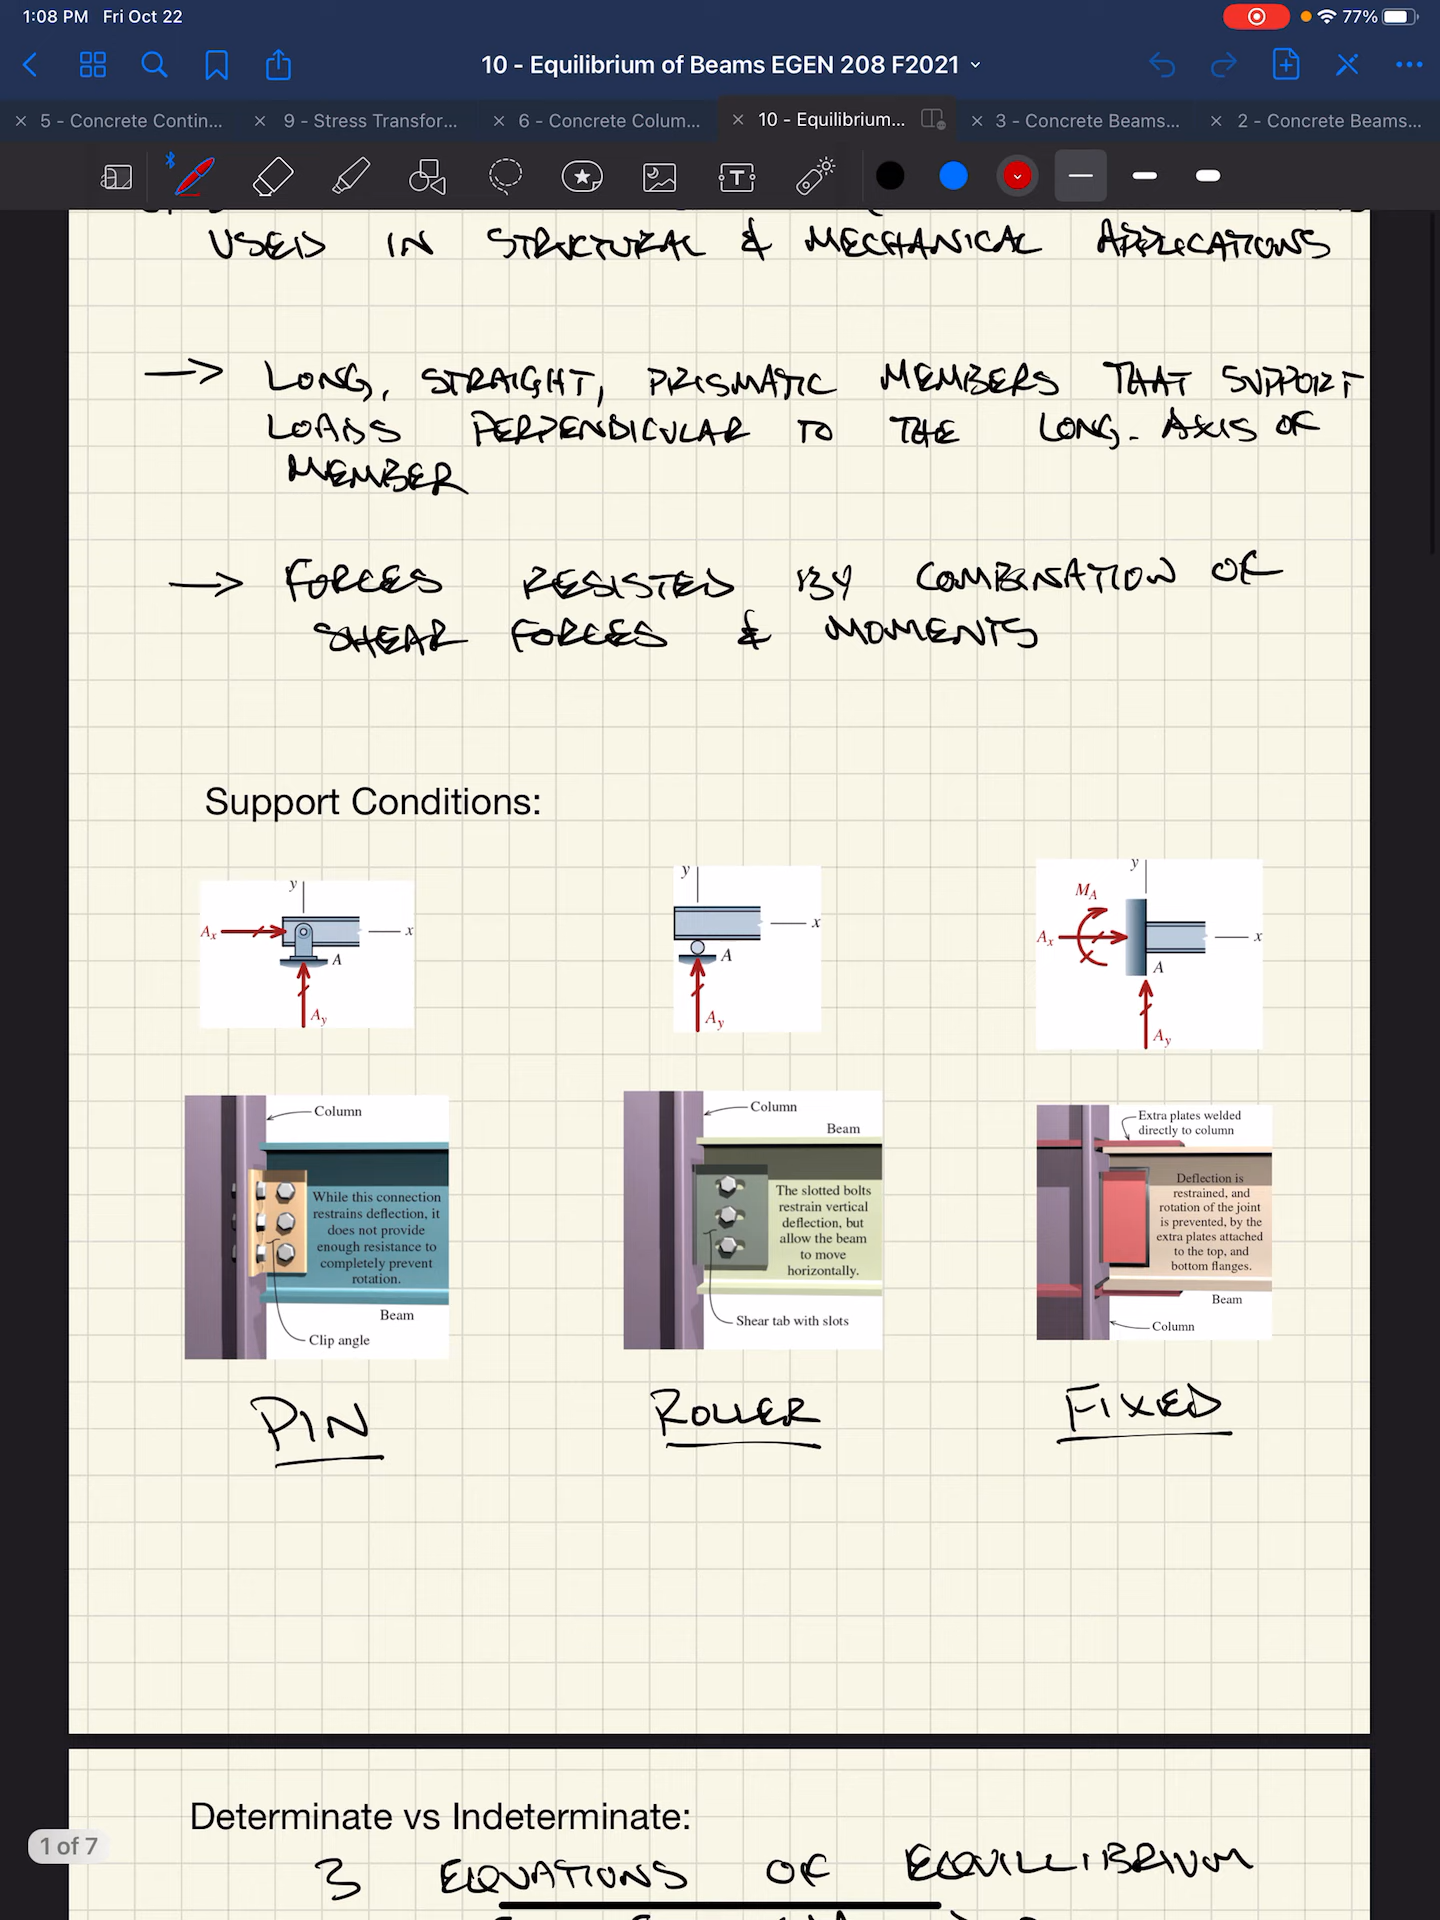 1:08 PM Fri Oct 22
77%
10 - Equilibrium of Beams EGEN 208 F2021
5 - Concrete Contin...
9 - Stress Transfor...
6 - Concrete Colum...
10 - Equilibrium...
3 - Concrete Beams...
2 - Concrete Beams...
USED IN STRUCTURAL & MECHANICAL APPLICATIONS
→ LONG, STRAIGHT, PRISMATIC MEMBERS THAT SUPPORT
LOADS PERPENDICULAR TO THE LONG. AXIS OF
MEMBER
→ FORCES RESISTED BY COMBINATION OF
SHEAR FORCES & MOMENTS
Support Conditions:
y
Ax
x
A
Ay
y
x
A
Ay
y
MA
Ax
x
A
Ay
Column
While this connection
restrains deflection, it
does not provide
enough resistance to
completely prevent
rotation.
Beam
Clip angle
Column
Beam
The slotted bolts
restrain vertical
deflection, but
allow the beam
to move
horizontally.
Shear tab with slots
Extra plates welded
directly to column
Deflection is
restrained, and
rotation of the joint
is prevented, by the
extra plates attached
to the top, and
bottom flanges.
Beam
Column
PIN
ROLLER
FIXED
Determinate vs Indeterminate:
1 of 7
3 EQUATIONS OF EQUILLIBRIUM